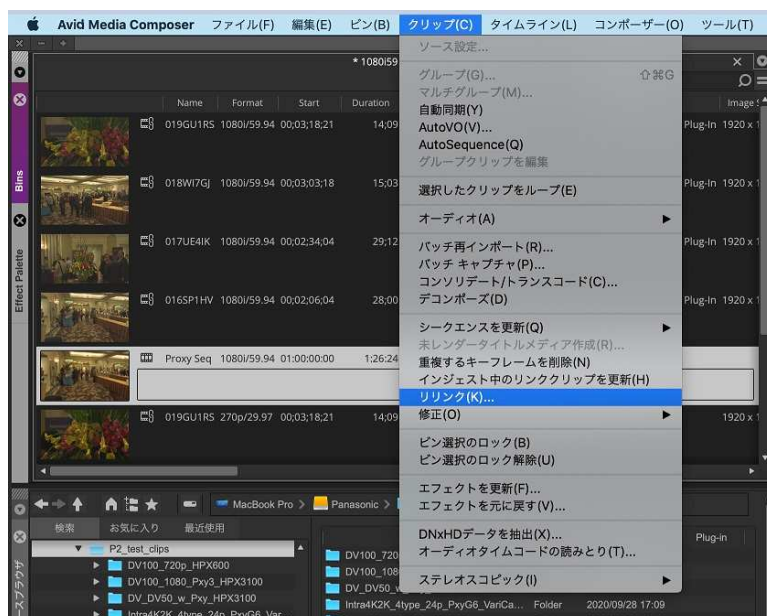 Avid Media Composer ファイル(F) 編集(E) ビン(B) クリップ(C) タイムライン(L) コンポーザー(O) ツール(T)
* 1080i59
Name Format Start Duration Image
019GU1RS 1080i/59.94 00;03;18;21 14;09 Plug-In 1920 x 1
018WI7GJ 1080i/59.94 00;03;03;18 15;03 Plug-In 1920 x 1
017UE4IK 1080i/59.94 00;02;34;04 29;12 Plug-In 1920 x 1
016SP1HV 1080i/59.94 00;02;06;04 28;00 Plug-In 1920 x 1
Proxy Seq 1080i/59.94 01:00:00:00 1:26:24
019GU1RS 270p/29.97 00;03;18;21 14;09 1920 x 1
Bins
Effect Palette
ソース設定...
グループ(G)... ⇧⌘G
マルチグループ(M)...
自動同期(Y)
AutoVO(V)...
AutoSequence(Q)
グループクリップを編集
選択したクリップをループ(E)
オーディオ(A)
バッチ再インポート(R)...
バッチ キャプチャ(P)...
コンソリデート/トランスコード(C)...
デコンポーズ(D)
シークエンスを更新(Q)
未レンダータイトルメディア作成(R)...
重複するキーフレームを削除(N)
インジェスト中のリンククリップを更新(H)
リリンク(K)...
修正(O)
ビン選択のロック(B)
ビン選択のロック解除(U)
エフェクトを更新(F)...
エフェクトを元に戻す(V)...
DNxHDデータを抽出(X)...
オーディオタイムコードの読みとり(T)...
ステレオスコピック(I)
MacBook Pro Panasonic
検索 お気に入り 最近使用
Plug-in
P2_test_clips
DV100_720p_HPX600
DV100_1080_Pxy3_HPX3100
DV_DV50_w_Pxy_HPX3100
Intra4K2K_4type_24p_PxyG6_Var
DV100_720
DV100_108
DV_DV50_w
Intra4K2K_4type_24p_PxyG6_VariCa... Folder 2020/09/28 17:09